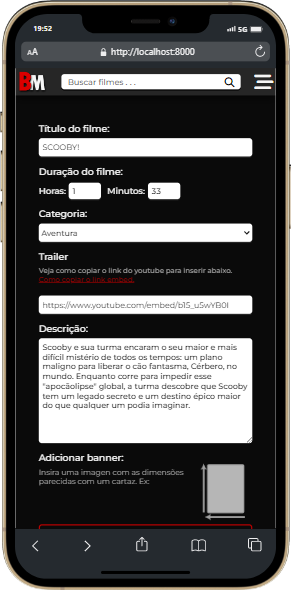 19:52
5G
AA http://localhost:8000
BM Buscar filmes . . .
Título do filme:
SCOOBY!
Duração do filme:
Horas: 1 Minutos: 33
Categoria:
Aventura
Trailer
Veja como copiar o link do youtube para inserir abaixo.
Como copiar o link embed.
https://www.youtube.com/embed/b1S_u5wYB0I
Descrição:
Scooby e sua turma encaram o seu maior e mais
difícil mistério de todos os tempos: um plano
maligno para liberar o cão fantasma, Cérbero, no
mundo. Enquanto corre para impedir esse
"apocãolipse" global, a turma descobre que Scooby
tem um legado secreto e um destino épico maior
do que qualquer um podia imaginar.
Adicionar banner:
Insira uma imagem com as dimensões
parecidas com um cartaz. Ex: